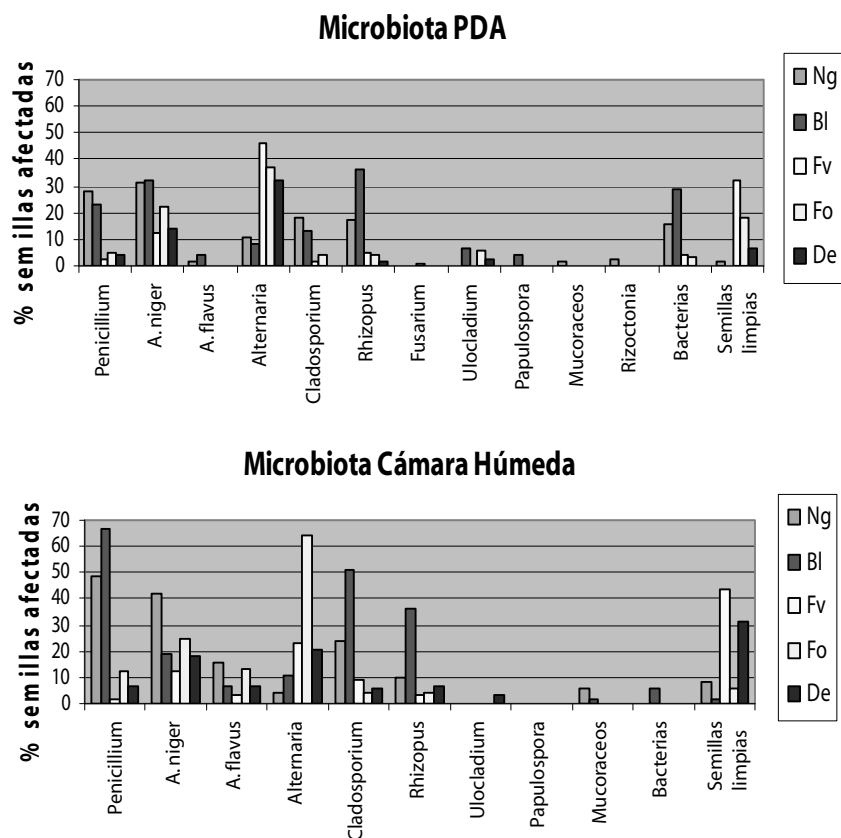 Microbiota PDA
% semillas afectadas
70
60
50
40
30
20
10
0
Penicillium
A. niger
A. flavus
Alternaria
Cladosporium
Rhizopus
Fusarium
Ulocladium
Papulospora
Mucoraceos
Rizoctonia
Bacterias
Semillas
limpias
Ng
Bl
Fv
Fo
De
Microbiota Cámara Húmeda
% semillas afectadas
70
60
50
40
30
20
10
0
Penicillium
A. niger
A. flavus
Alternaria
Cladosporium
Rhizopus
Ulocladium
Papulospora
Mucoraceos
Bacterias
Semillas
limpias
Ng
Bl
Fv
Fo
De